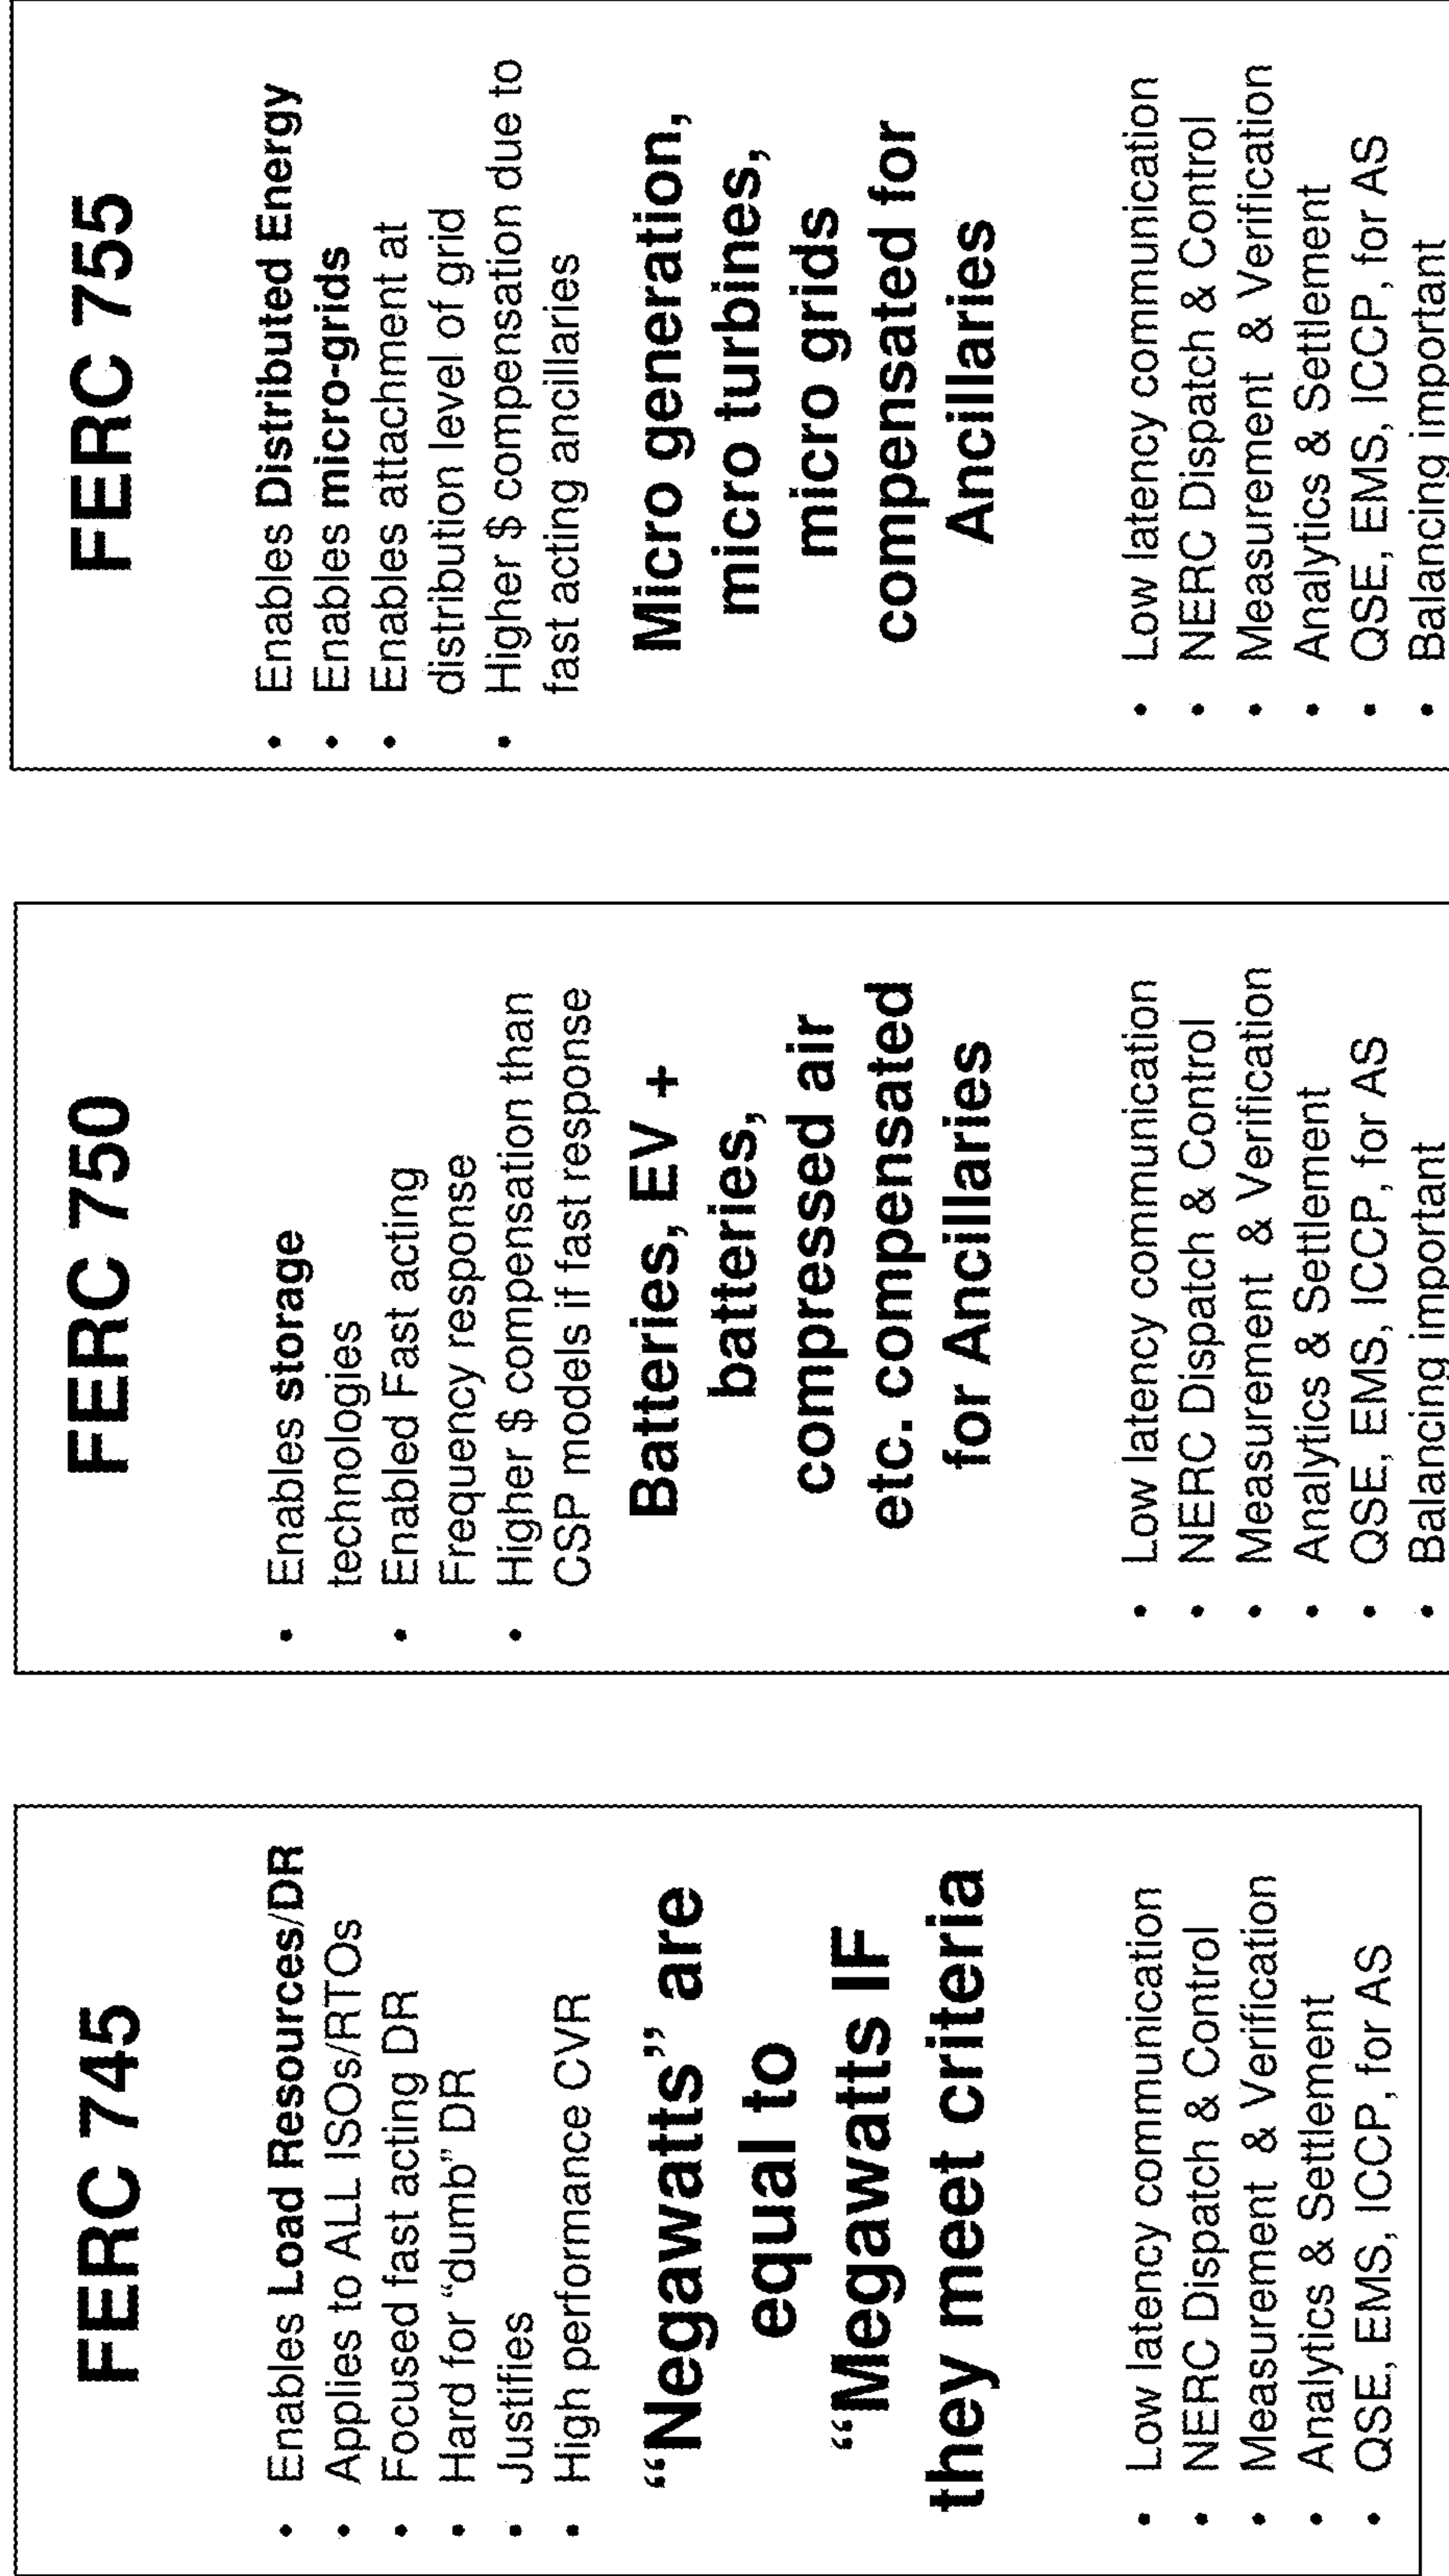 FERC 745
• Enables Load Resources/DR
• Applies to ALL ISOs/RTOs
• Focused fast acting DR
• Hard for “dumb” DR
• Justifies
• High performance CVR
“Negawatts” are
equal to
“Megawatts IF
they meet criteria
• Low latency communication
• NERC Dispatch & Control
• Measurement & Verification
• Analytics & Settlement
• QSE, EMS, ICCP, for AS
FERC 750
• Enables storage
technologies
• Enabled Fast acting
Frequency response
• Higher $ compensation than
CSP models if fast response
Batteries, EV +
batteries,
compressed air
etc. compensated
for Ancillaries
• Low latency communication
• NERC Dispatch & Control
• Measurement & Verification
• Analytics & Settlement
• QSE, EMS, ICCP, for AS
• Balancing important
FERC 755
• Enables Distributed Energy
• Enables micro-grids
• Enables attachment at
distribution level of grid
• Higher $ compensation due to
fast acting ancillaries
Micro generation,
micro turbines,
micro grids
compensated for
Ancillaries
• Low latency communication
• NERC Dispatch & Control
• Measurement & Verification
• Analytics & Settlement
• QSE, EMS, ICCP, for AS
• Balancing important